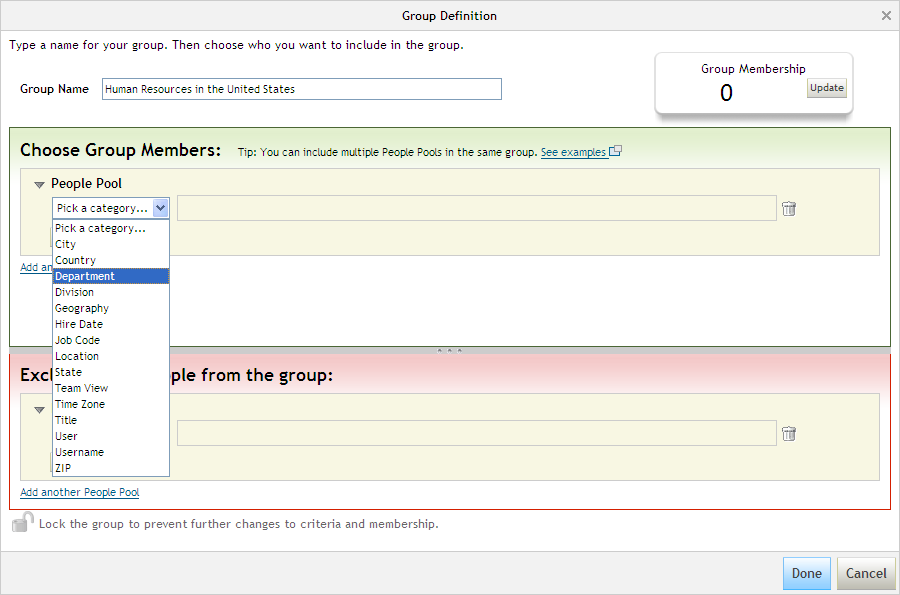 Group Definition
Type a name for your group. Then choose who you want to include in the group.
Group Membership
0
Update
Group Name
Human Resources in the United States
Choose Group Members:
Tip: You can include multiple People Pools in the same group. See examples
People Pool
Pick a category...
Pick a category...
City
Country
Department
Division
Geography
Hire Date
Job Code
Location
State
Team View
Time Zone
Title
User
Username
ZIP
Add an
Excl ple from the group:
Add another People Pool
Lock the group to prevent further changes to criteria and membership.
Done
Cancel